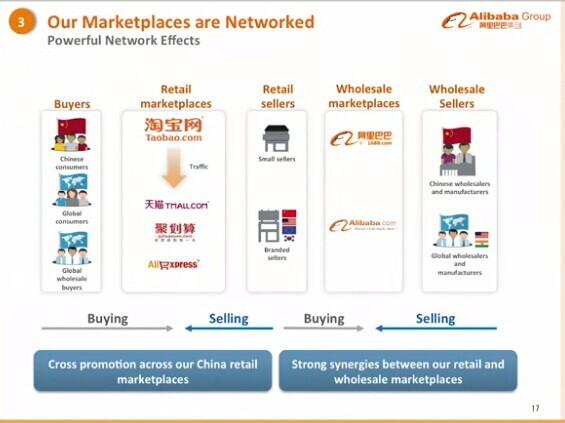 3
Our Marketplaces are Networked
Powerful Network Effects
Alibaba Group
阿里巴巴集团
Buyers
Retail
marketplaces
Retail
sellers
Wholesale
marketplaces
Wholesale
Sellers
Chinese
consumers
Global
consumers
Global
wholesale
buyers
淘宝网
Taobao.com
Traffic
天猫 TMALL.COM
聚划算
AliExpress
Small sellers
Branded
sellers
阿里巴巴
1688.com
Alibaba.com
Chinese wholesalers
and manufacturers
Global wholesalers
and
manufacturers
Buying
Selling
Buying
Selling
Cross promotion across our China retail
marketplaces
Strong synergies between our retail and
wholesale marketplaces
17